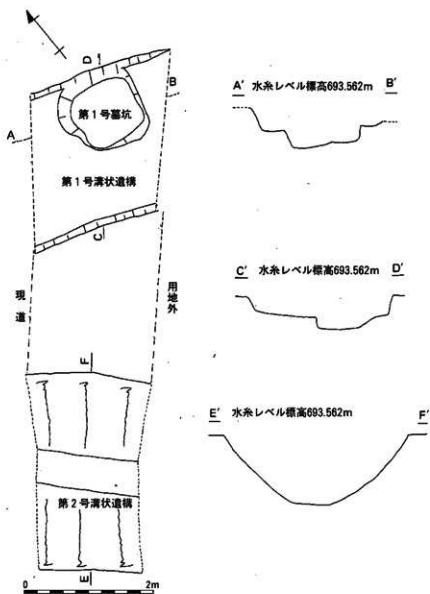 D
B
第1号墓坑
A
第1号溝状遺構
C
現道
用地外
F
第2号溝状遺構
E
0 2m
A′ 水糸レベル標高693.562m B′
C′ 水糸レベル標高693.562m D′
E′ 水糸レベル標高693.562m F′